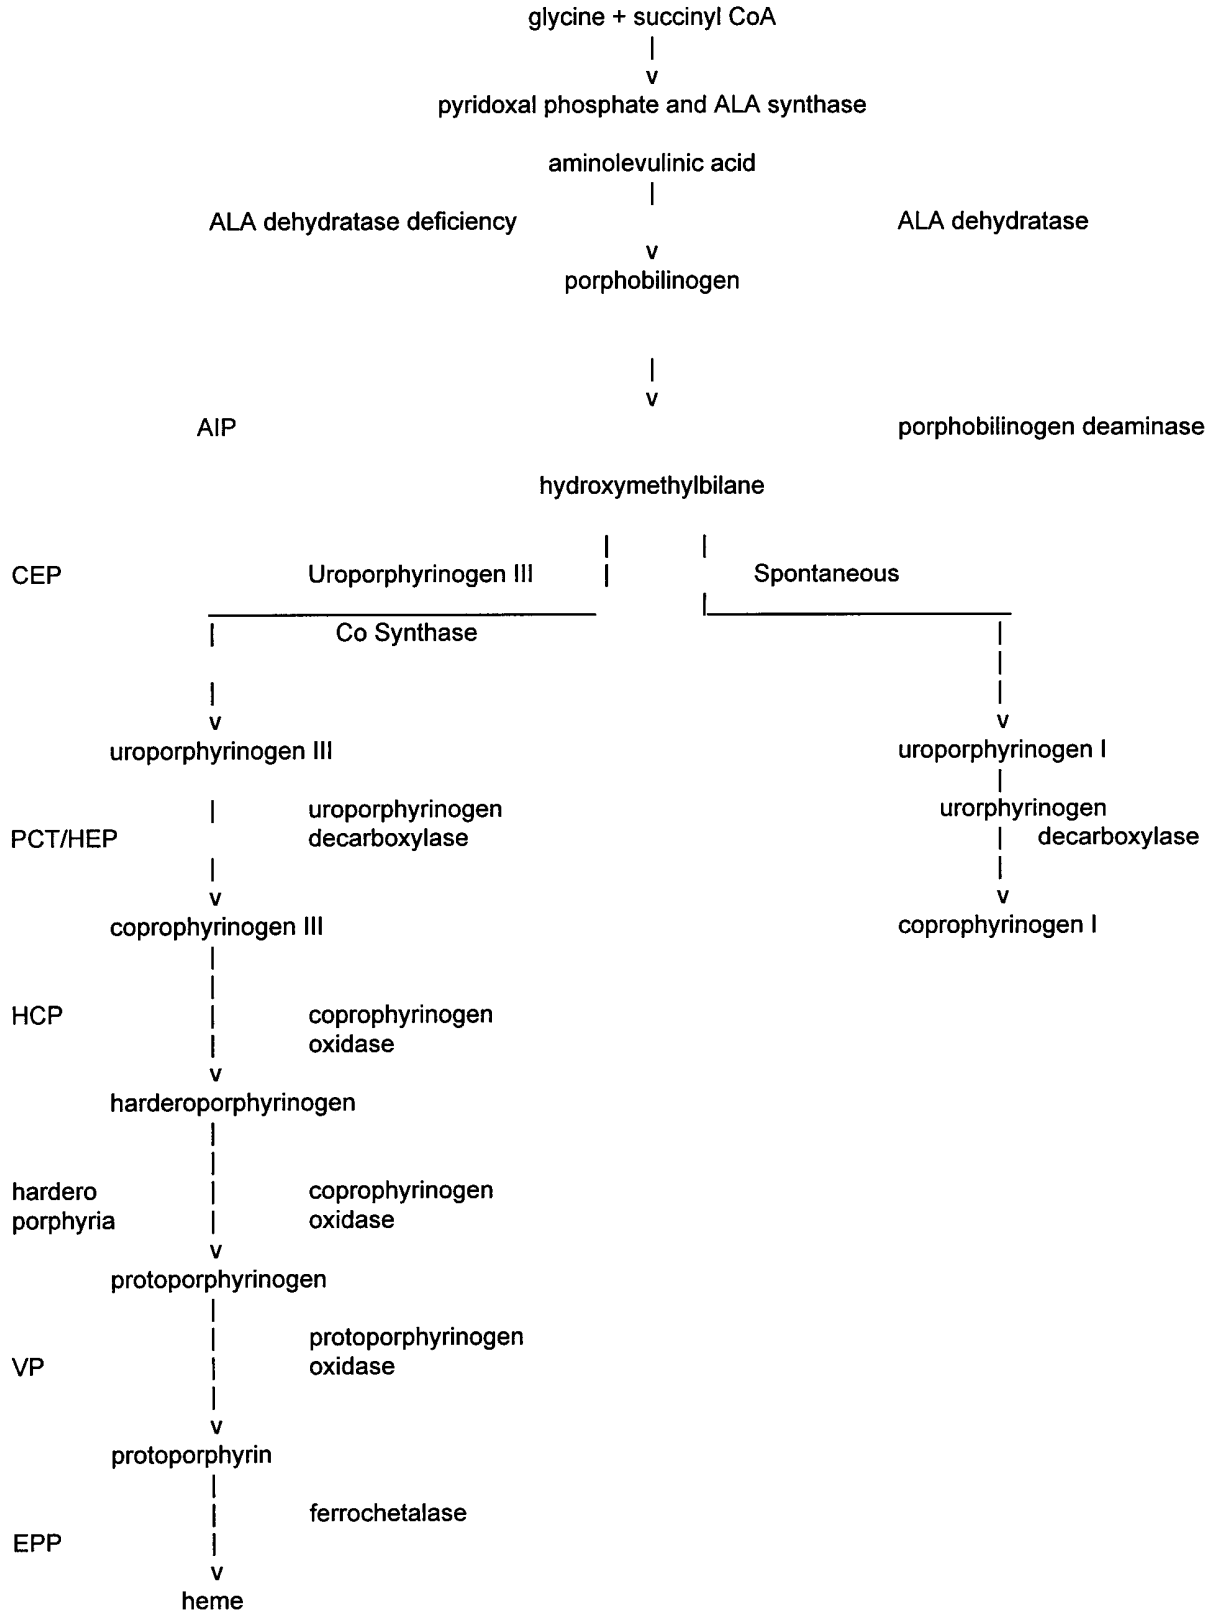 glycine + succinyl CoA
|
v
pyridoxal phosphate and ALA synthase
aminolevulinic acid
|
ALA dehydratase deficiency ALA dehydratase
v
porphobilinogen
|
v
AIP porphobilinogen deaminase
hydroxymethylbilane
| |
CEP Uroporphyrinogen III | Spontaneous
|
| Co Synthase |
|
| |
v v
uroporphyrinogen III uroporphyrinogen I
|
| uroporphyrinogen urorphyrinogen
PCT/HEP decarboxylase | decarboxylase
| |
v v
coprophyrinogen III coprophyrinogen I
|
|
HCP | coprophyrinogen
| oxidase
v
harderoporphyrinogen
|
|
hardero | coprophyrinogen
porphyria | oxidase
v
protoporphyrinogen
|
| protoporphyrinogen
VP | oxidase
|
v
protoporphyrin
|
| ferrochetalase
EPP |
v
heme